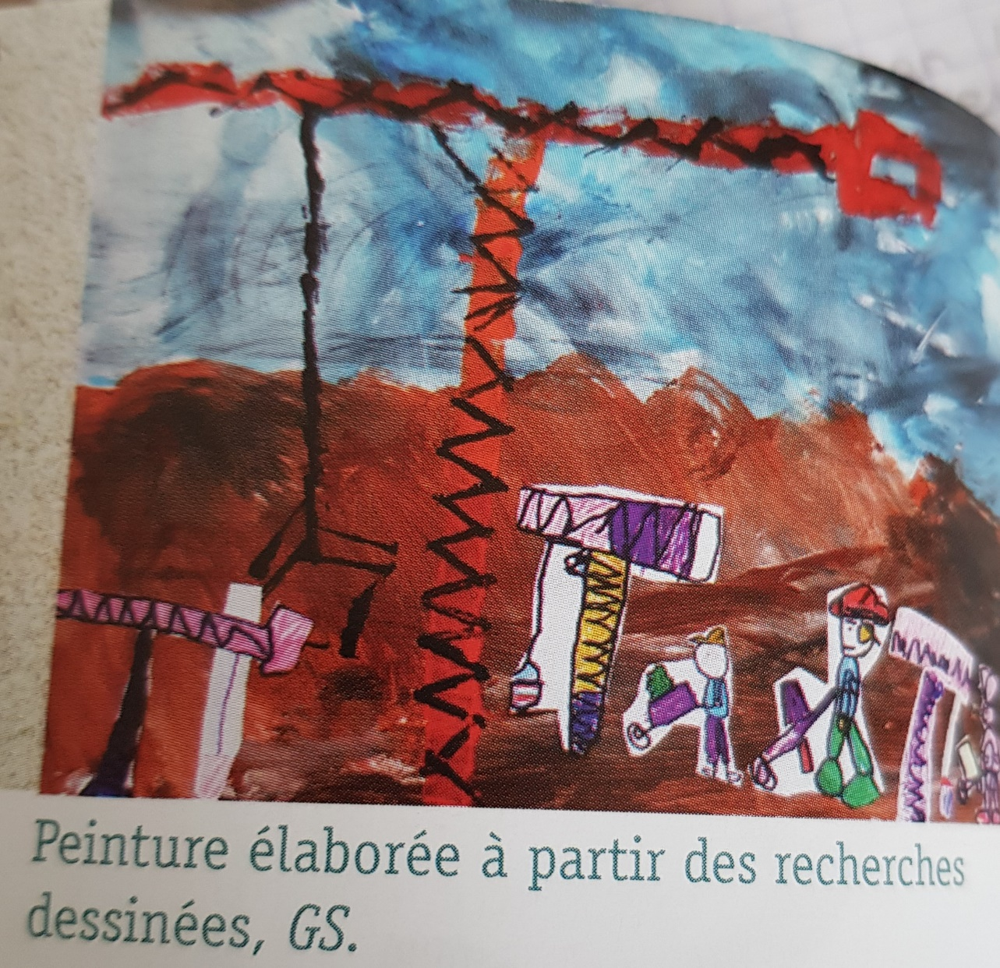 Peinture élaborée à partir des recherches
dessinées, GS.